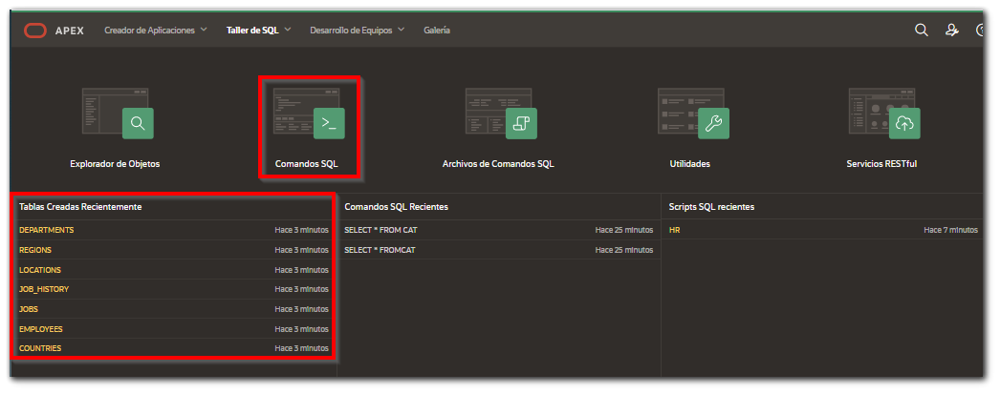 APEX Creador de Aplicaciones Taller de SQL Desarrollo de Equipos Galería
Explorador de Objetos Comandos SQL Archivos de Comandos SQL Utilidades Servicios RESTful
Tablas Creadas Recientemente
DEPARTMENTS Hace 3 minutos
REGIONS Hace 3 minutos
LOCATIONS Hace 3 minutos
JOB_HISTORY Hace 3 minutos
JOBS Hace 3 minutos
EMPLOYEES Hace 3 minutos
COUNTRIES Hace 3 minutos
Comandos SQL Recientes
SELECT * FROM CAT Hace 25 minutos
SELECT * FROMCAT Hace 25 minutos
Scripts SQL recientes
HR Hace 7 minutos